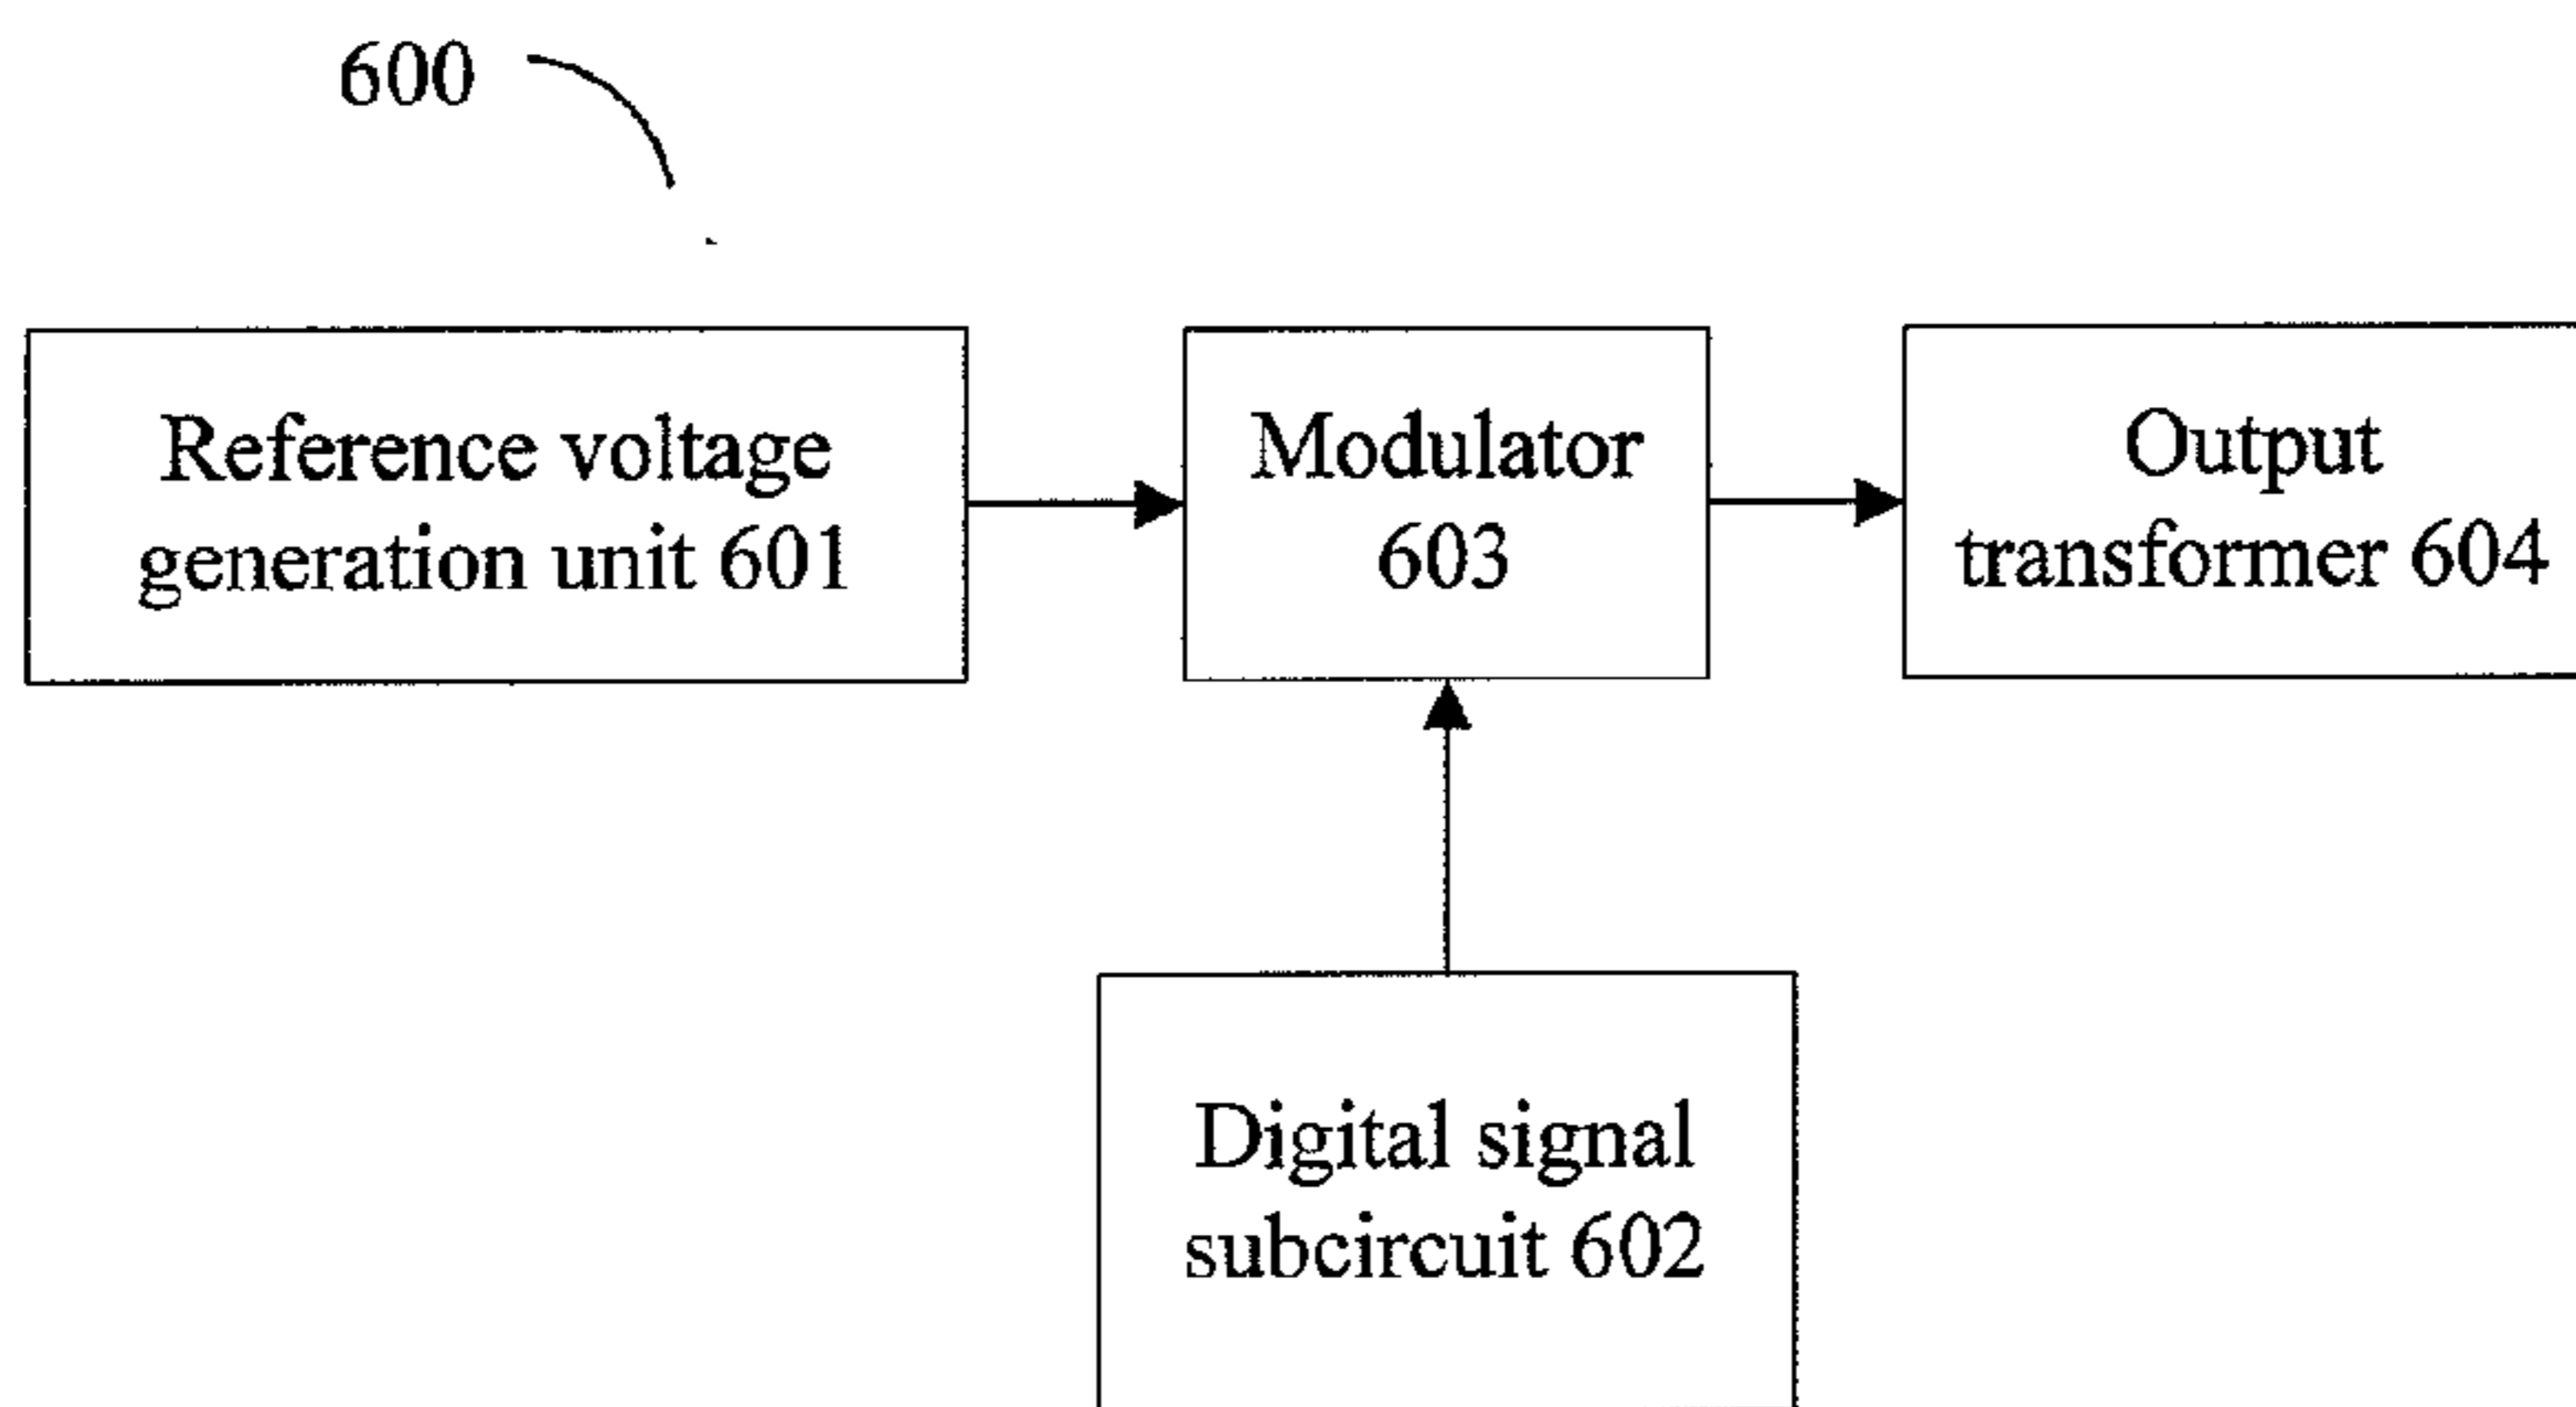 600
Reference voltage
generation unit 601
Modulator
603
Output
transformer 604
Digital signal
subcircuit 602